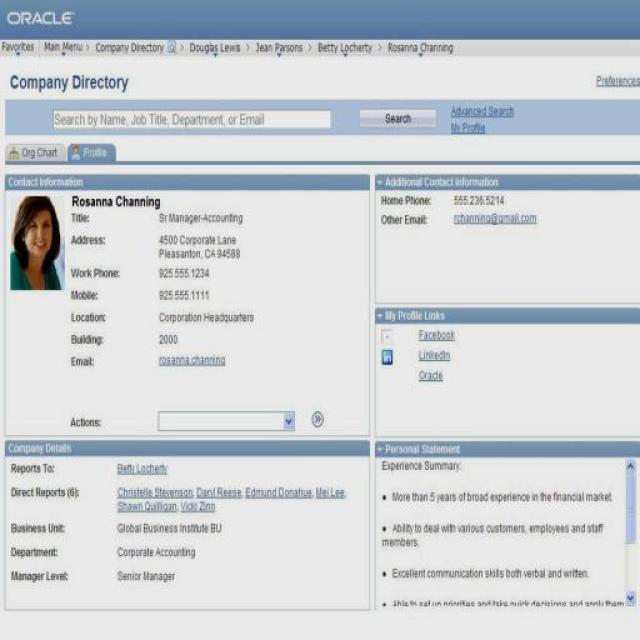 ORACLE
Favorites Main Menu > Company Directory > Douglas Lewis > Jean Parsons > Betty Locherty > Rosanna Channing
Company Directory
Preferences
Search by Name, Job Title, Department, or Email
Search
Advanced Search
My Profile
Org Chart
Profile
Contact Information
Rosanna Channing
Title: Sr Manager-Accounting
Address: 4500 Corporate Lane
Pleasanton, CA 94588
Work Phone: 925 555 1234
Mobile: 925 555.1111
Location: Corporation Headquarters
Building: 2000
Email: rosanna.channing
Actions:
Additional Contact Information
Home Phone: 555.236.5214
Other Email: rchanning@gmail.com
My Profile Links
Facebook
in LinkedIn
Oracle
Company Details
Reports To: Betty Locherty
Direct Reports (6): Christelle Stevenson, Danil Reese, Edmund Donahue, Mei Lee,
Shawn Quilligan, Vicki Zinn
Business Unit: Global Business Institute BU
Department: Corporate Accounting
Manager Level: Senior Manager
Personal Statement
Experience Summary:
• More than 5 years of broad experience in the financial market.
• Ability to deal with various customers, employees and staff
members.
• Excellent communication skills both verbal and written.
• Able to set up priorities and take quick decisions and apply them